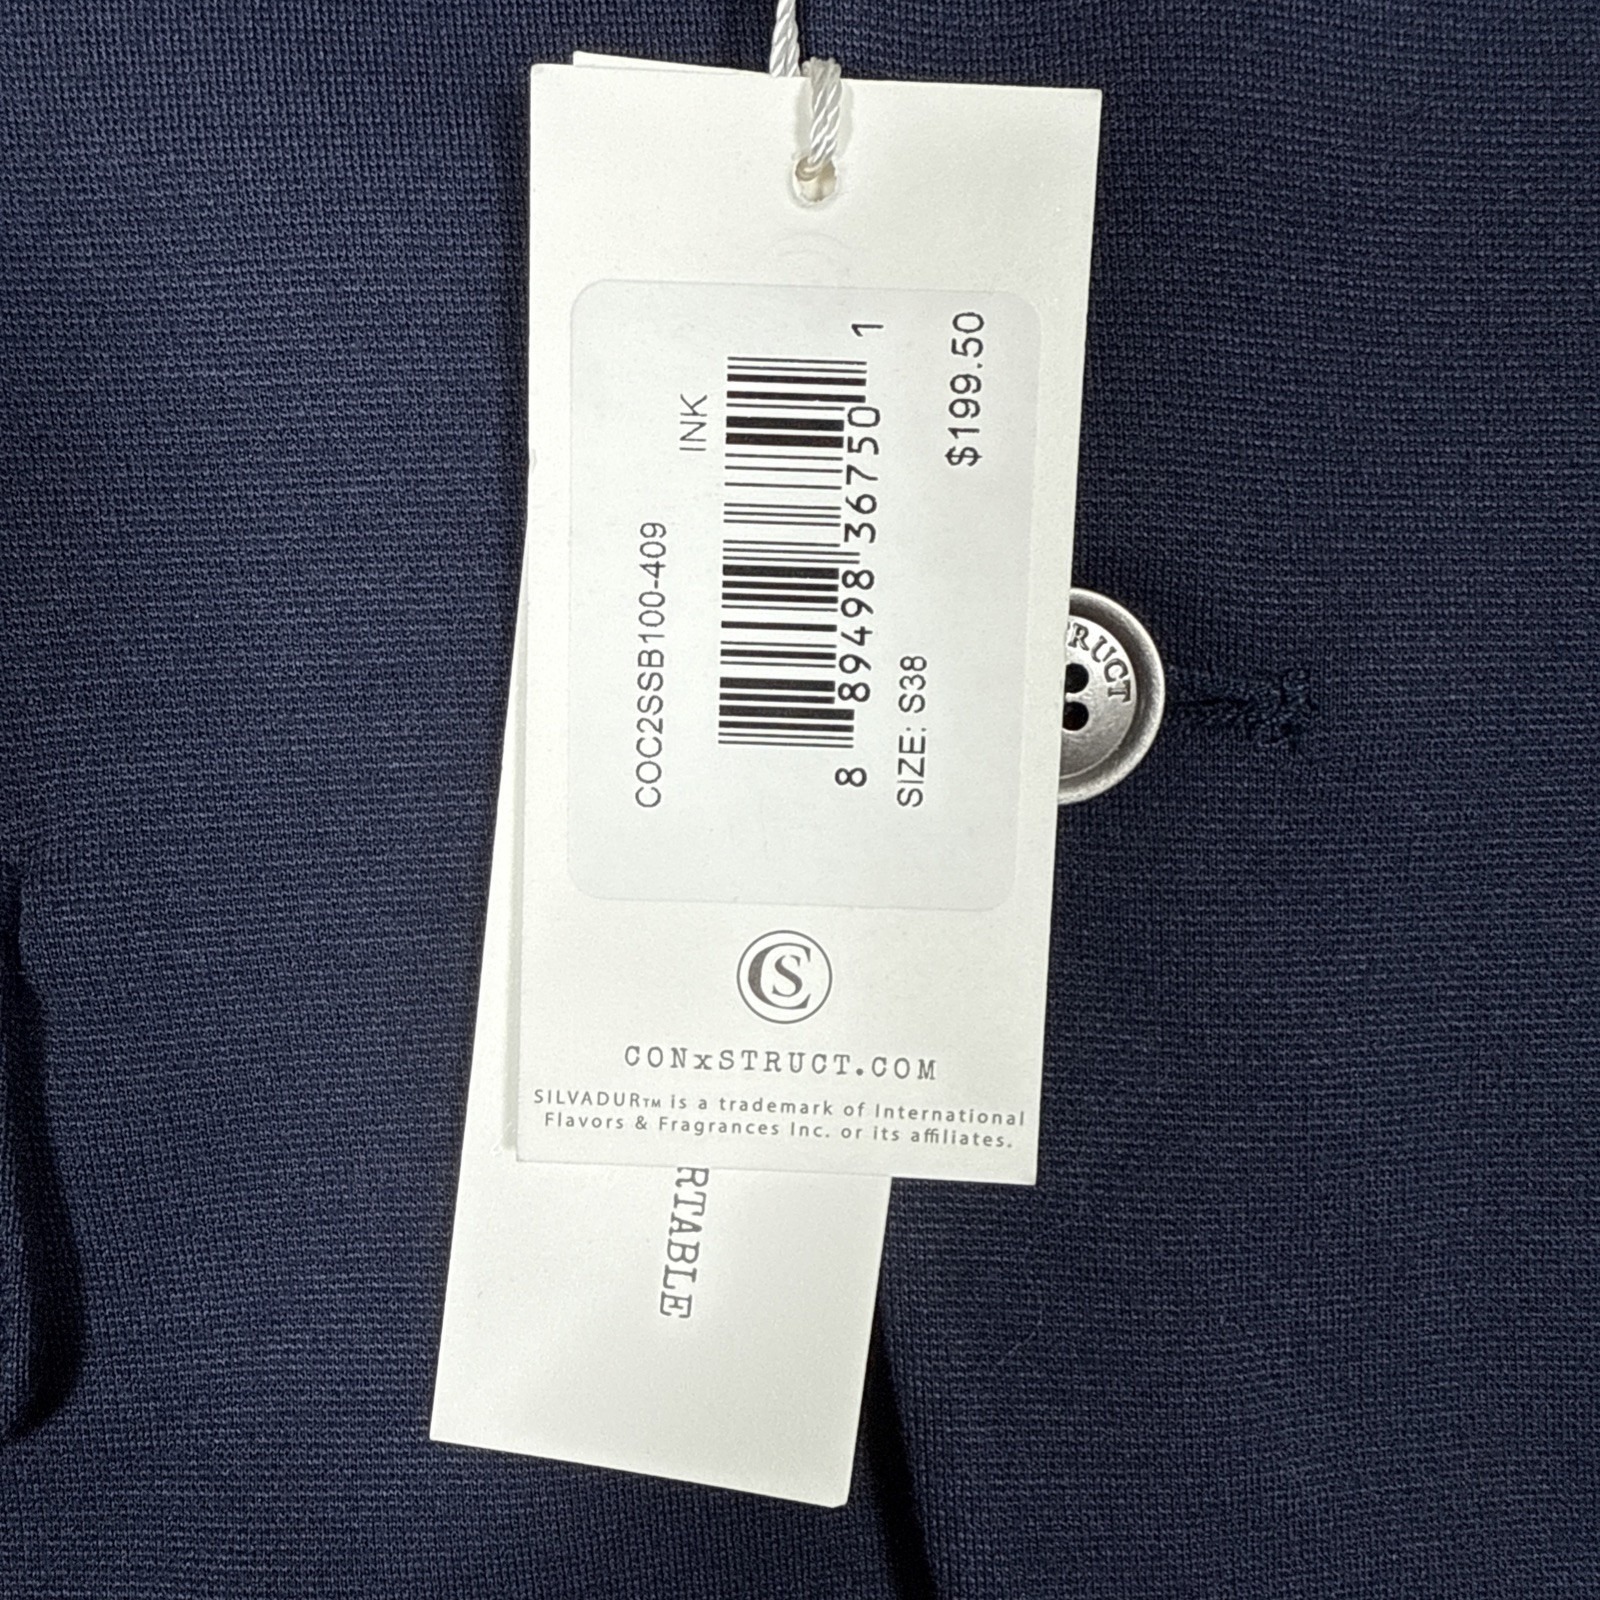 COC2SSB100-409
INK
8 89498 36750 1
SIZE: S38
$199.50
CS
CONxSTRUCT.COM
SILVADUR™ is a trademark of International
Flavors & Fragrances Inc. or its affiliates.
RTABLE
TRUCT